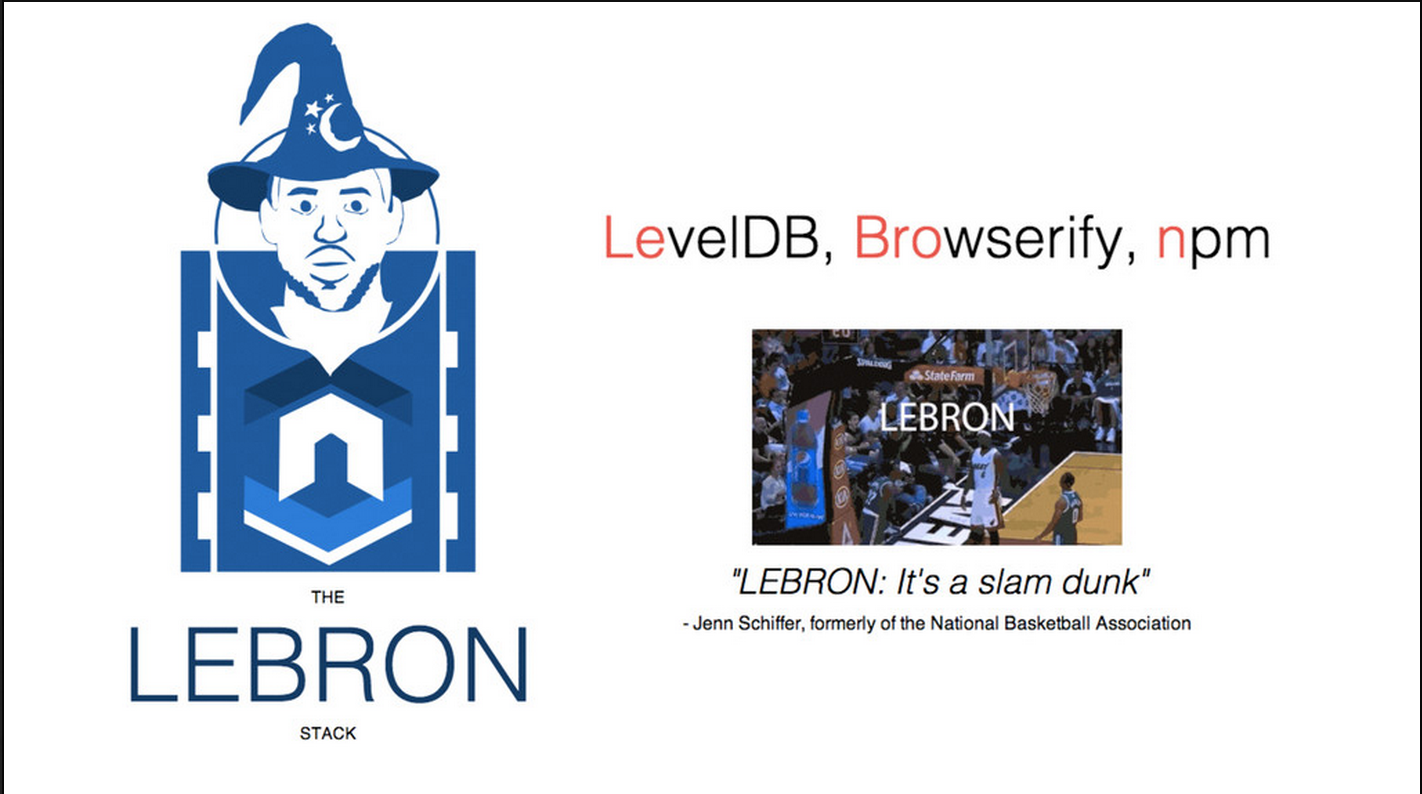 LevelDB, Browserify, npm
StateFarm
LEBRON
"LEBRON: It's a slam dunk"
- Jenn Schiffer, formerly of the National Basketball Association
THE
LEBRON
STACK